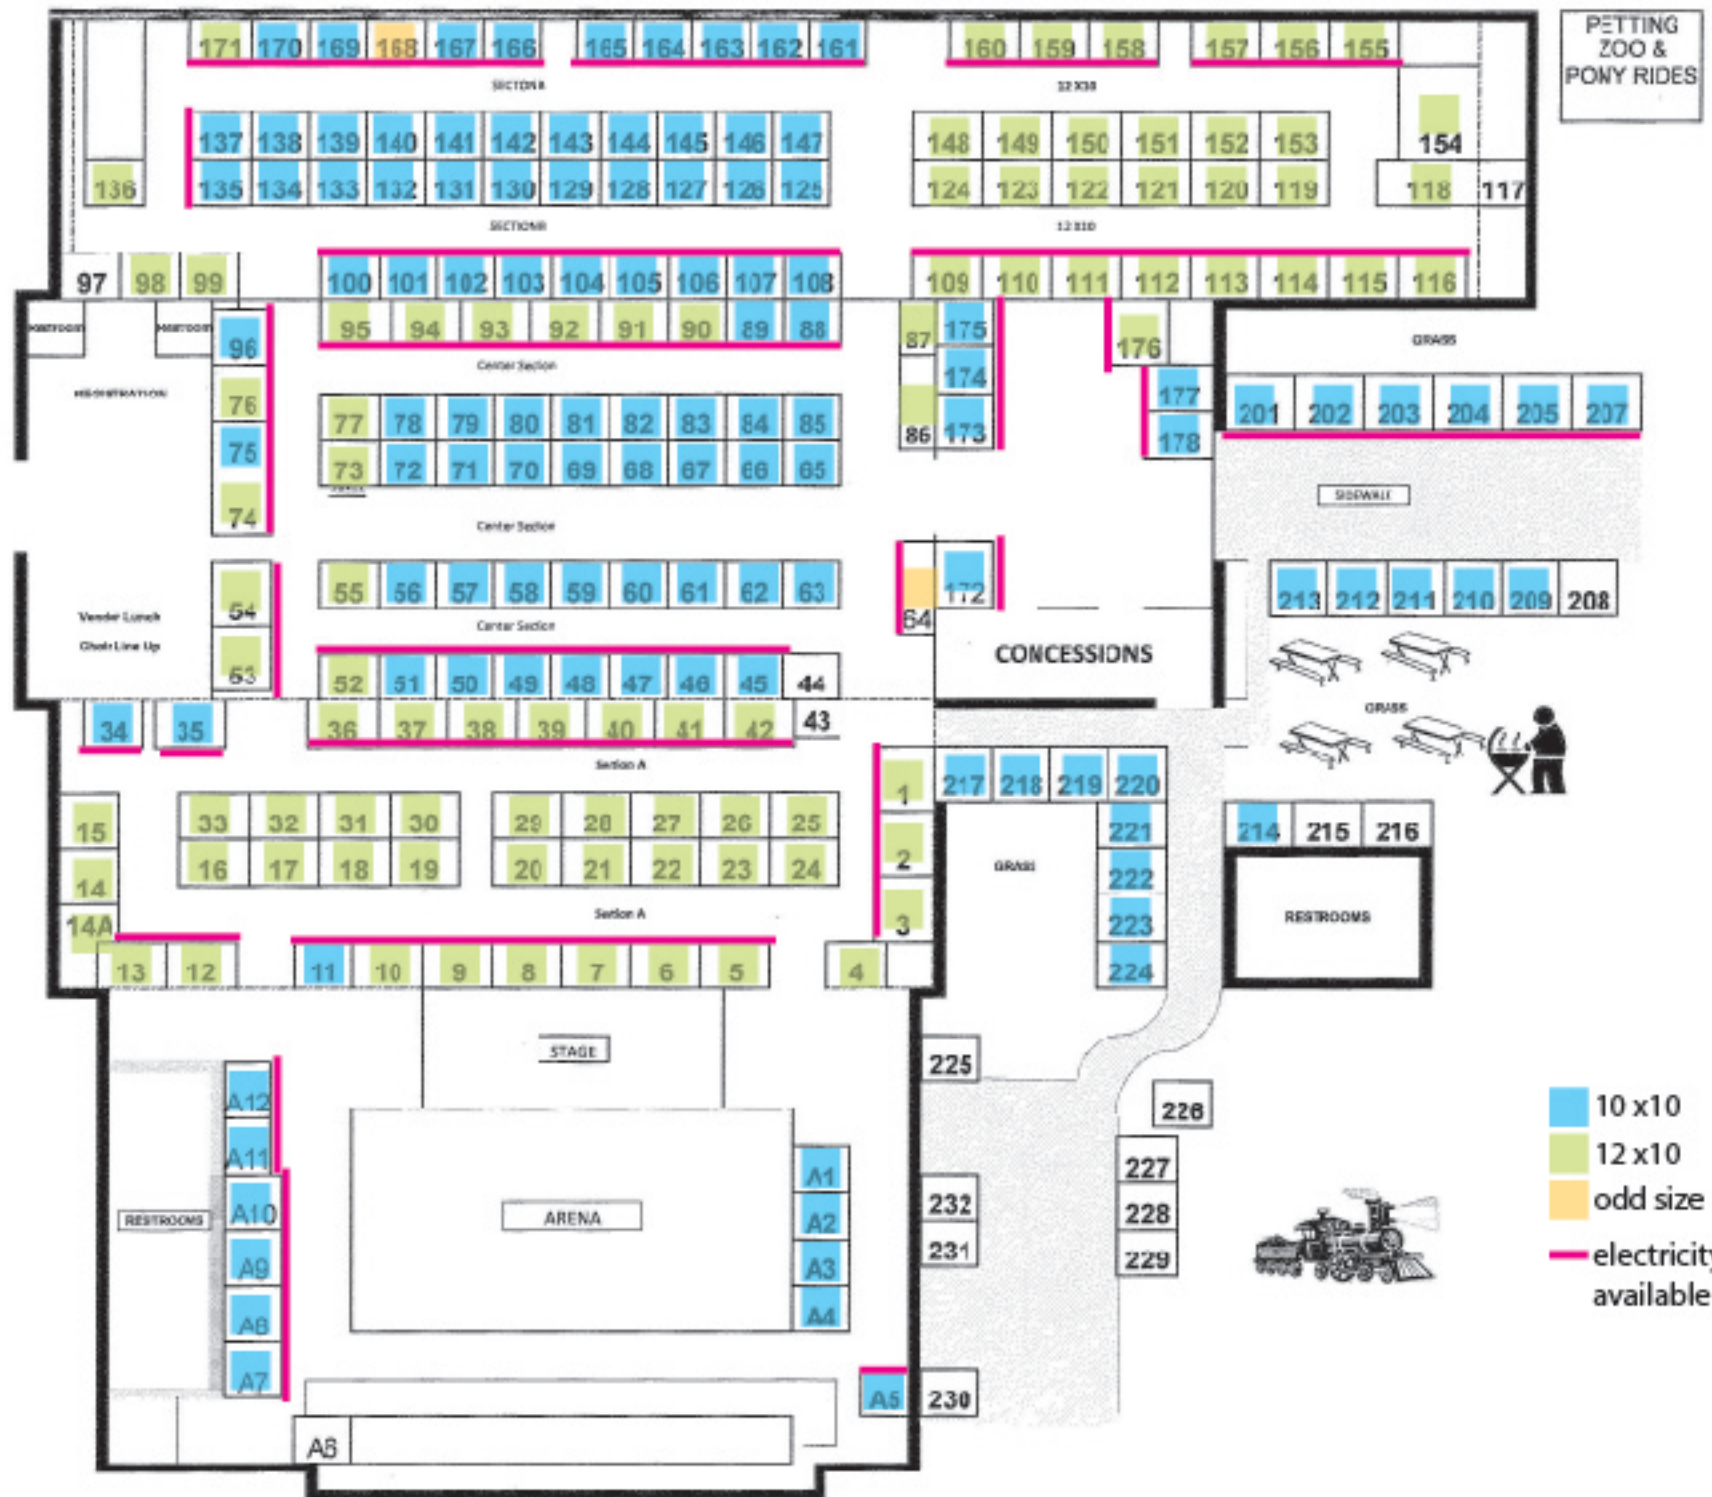 PETTING
ZOO &
PONY RIDES
171 170 169 168 167 166 165 164 163 162 161 160 159 158 157 156 155
SECTION B 12 X10
137 138 139 140 141 142 143 144 145 146 147 148 149 150 151 152 153 154
136 135 134 133 132 131 130 129 128 127 126 125 124 123 122 121 120 119 118 117
SECTION B 12 X10
97 98 99 100 101 102 103 104 105 106 107 108 109 110 111 112 113 114 115 116
RESTROOM RESTROOM 96 95 94 93 92 91 90 89 88 87 175 176 GRASS
Center Section
174 177
REGISTRATION 76
201 202 203 204 205 207
77 78 79 80 81 82 83 84 85 86 173 178
75 73 72 71 70 69 68 67 66 65
SIDEWALK
74 Center Section
55 56 57 58 59 60 61 62 63 172
213 212 211 210 209 208
54 64
Vendor Lunch
Center Section
Chair Line Up
CONCESSIONS
53 52 51 50 49 48 47 46 45 44
GRASS
34 35 36 37 38 39 40 41 42 43
Section A
1 217 218 219 220
15 33 32 31 30 29 28 27 26 25 221 214 215 216
2
14 16 17 18 19 20 21 22 23 24 GRASS 222
14A Section A 3 223 RESTROOMS
13 12 11 10 9 8 7 6 5 4 224
STAGE
225
A12 226
10 x10
A11 A1 227
12 x10
RESTROOMS A10 ARENA A2 232 228
odd size
A9 A3 231 229
electricity
available
A8 A4
A7 A5 230
A6